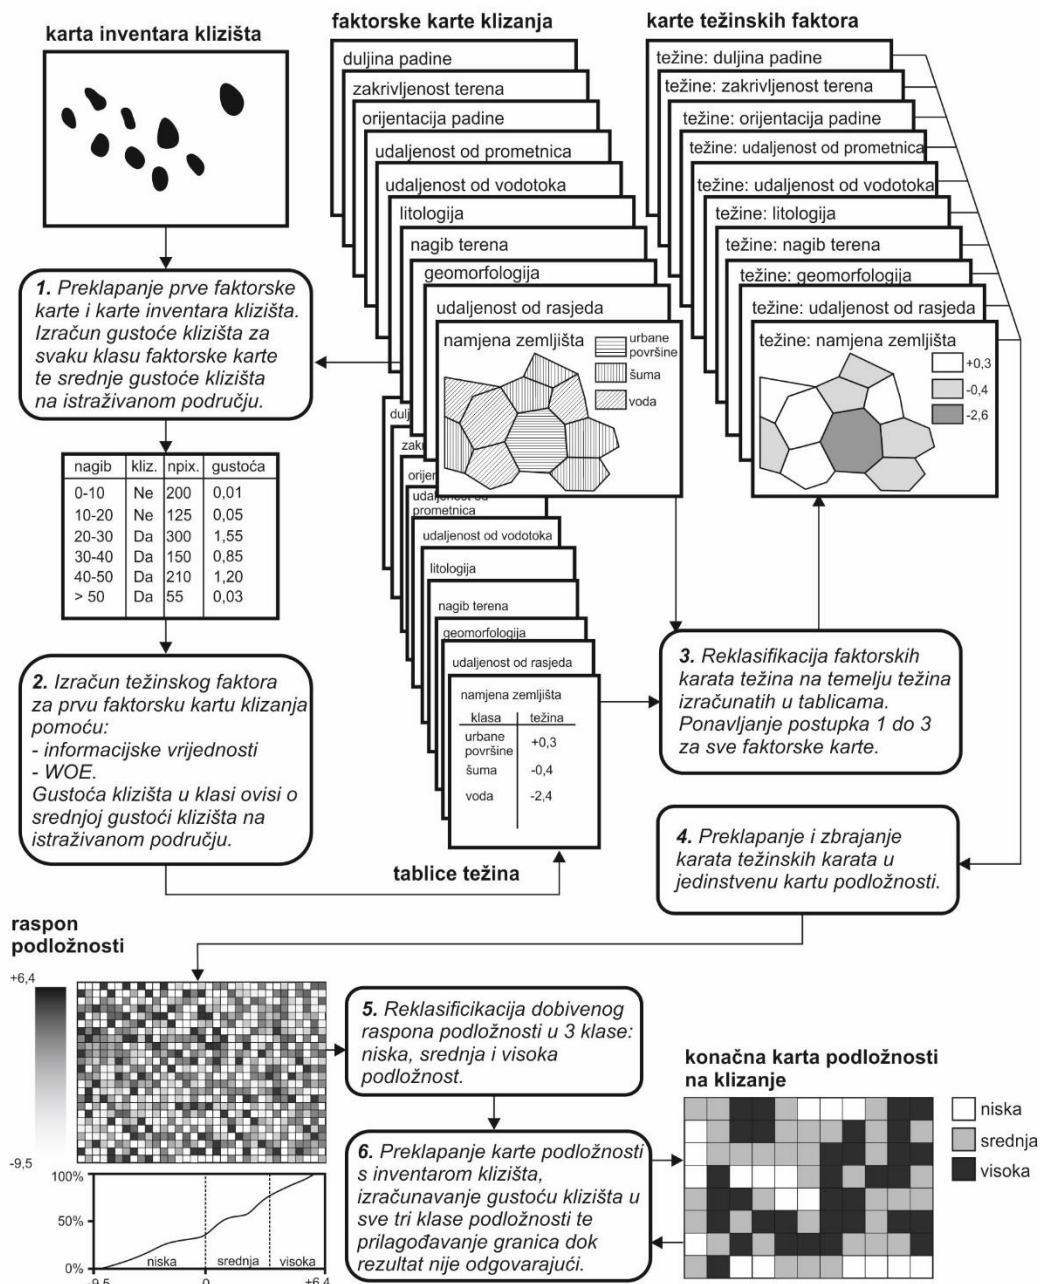 karta inventara klizišta
faktorske karte klizanja
duljina padine
zakrivljenost terena
orijentacija padine
udaljenost od prometnica
udaljenost od vodotoka
litologija
nagib terena
geomorfologija
udaljenost od rasjeda
namjena zemljišta
urbane
površine
šuma
voda
karte težinskih faktora
težine: duljina padine
težine: zakrivljenost terena
težine: orijentacija padine
težine: udaljenost od prometnica
težine: udaljenost od vodotoka
težine: litologija
težine: nagib terena
težine: geomorfologija
težine: udaljenost od rasjeda
težine: namjena zemljišta
+0,3
-0,4
-2,6
1. Preklapanje prve faktorske
karte i karte inventara klizišta.
Izračun gustoće klizišta za
svaku klasu faktorske karte
te srednje gustoće klizišta
na istraživanom području.
nagib kliz. npix. gustoća
0-10 Ne 200 0,01
10-20 Ne 125 0,05
20-30 Da 300 1,55
30-40 Da 150 0,85
40-50 Da 210 1,20
> 50 Da 55 0,03
2. Izračun težinskog faktora
za prvu faktorsku kartu klizanja
pomoću:
- informacijske vrijednosti
- WOE.
Gustoća klizišta u klasi ovisi o
srednjoj gustoći klizišta na
istraživanom području.
udaljenost od
prometnica
udaljenost od vodotoka
litologija
nagib terena
geomorfologija
udaljenost od rasjeda
namjena zemljišta
klasa težina
urbane
površine +0,3
šuma -0,4
voda -2,4
tablice težina
3. Reklasifikacija faktorskih
karata težina na temelju težina
izračunatih u tablicama.
Ponavljanje postupka 1 do 3
za sve faktorske karte.
4. Preklapanje i zbrajanje
karata težinskih karata u
jedinstvenu kartu podložnosti.
raspon
podložnosti
+6,4
-9,5
100%
50%
0%
niska srednja visoka
-9,5 0 +6,4
5. Reklasificikacija dobivenog
raspona podložnosti u 3 klase:
niska, srednja i visoka
podložnost.
6. Preklapanje karte podložnosti
s inventarom klizišta,
izračunavanje gustoću klizišta u
sve tri klase podložnosti te
prilagođavanje granica dok
rezultat nije odgovarajući.
konačna karta podložnosti
na klizanje
niska
srednja
visoka